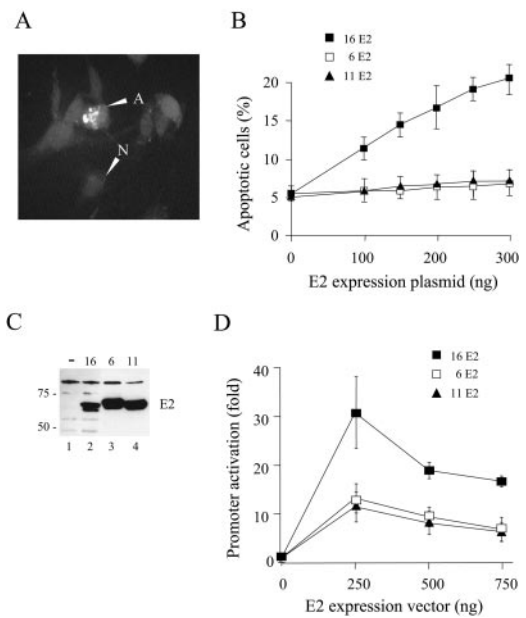 A
A
N
B
16 E2
6 E2
11 E2
Apoptotic cells (%)
20
15
10
5
0
0 100 200 300
E2 expression plasmid (ng)
C
- 16 6 11
75 -
50 -
E2
1 2 3 4
D
16 E2
6 E2
11 E2
Promoter activation (fold)
40
30
20
10
0
0 250 500 750
E2 expression vector (ng)